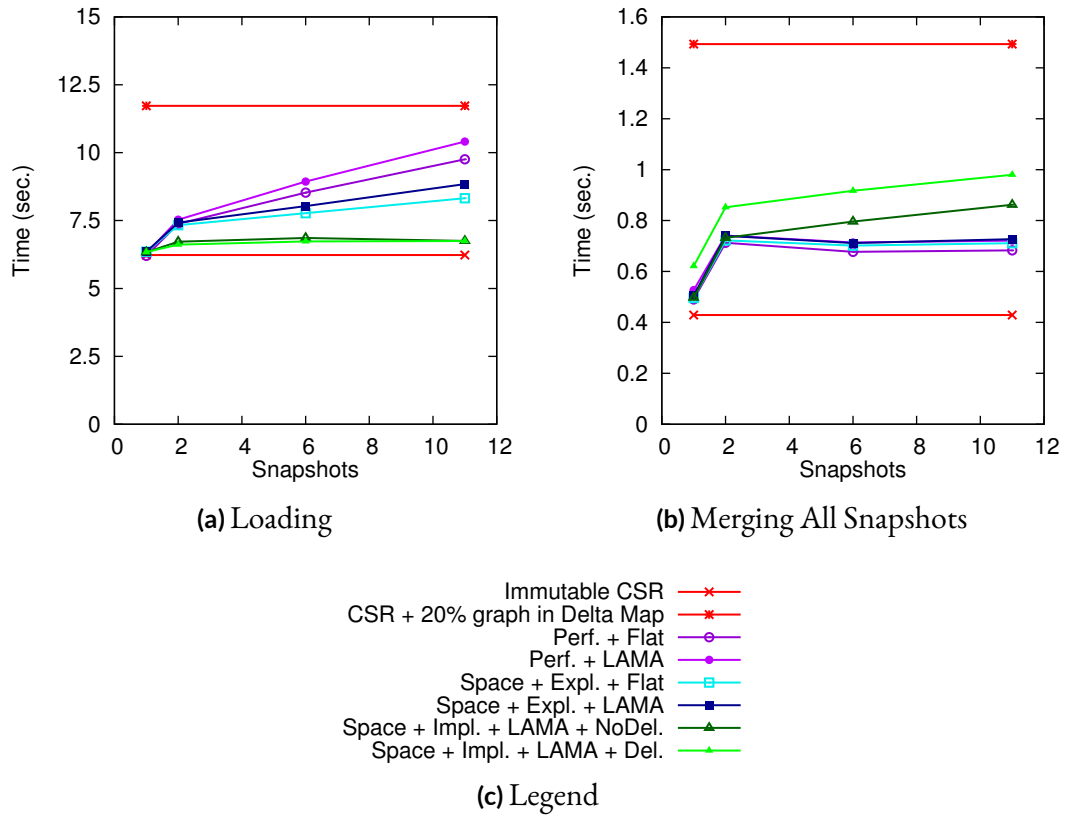 15
12.5
10
7.5
5
2.5
0
Time (sec.)
0 2 4 6 8 10 12
Snapshots
(a) Loading
1.6
1.4
1.2
1
0.8
0.6
0.4
0.2
0
Time (sec.)
0 2 4 6 8 10 12
Snapshots
(b) Merging All Snapshots
Immutable CSR
CSR + 20% graph in Delta Map
Perf. + Flat
Perf. + LAMA
Space + Expl. + Flat
Space + Expl. + LAMA
Space + Impl. + LAMA + NoDel.
Space + Impl. + LAMA + Del.
(c) Legend